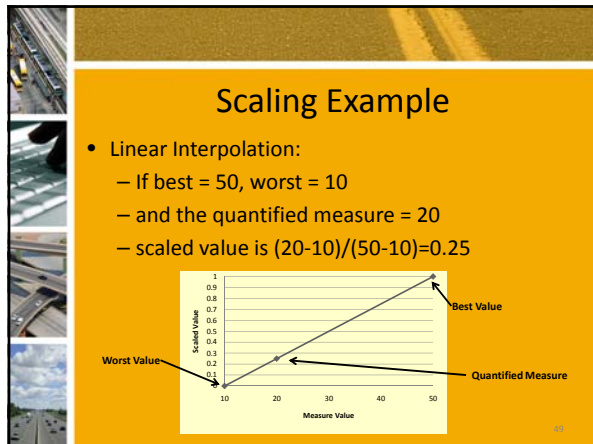 Scaling Example
• Linear Interpolation:
– If best = 50, worst = 10
– and the quantified measure = 20
– scaled value is (20-10)/(50-10)=0.25
1
0.9
0.8
0.7
0.6
0.5
0.4
0.3
0.2
0.1
0
Scaled Value
Best Value
Worst Value
Quantified Measure
10 20 30 40 50
Measure Value
49